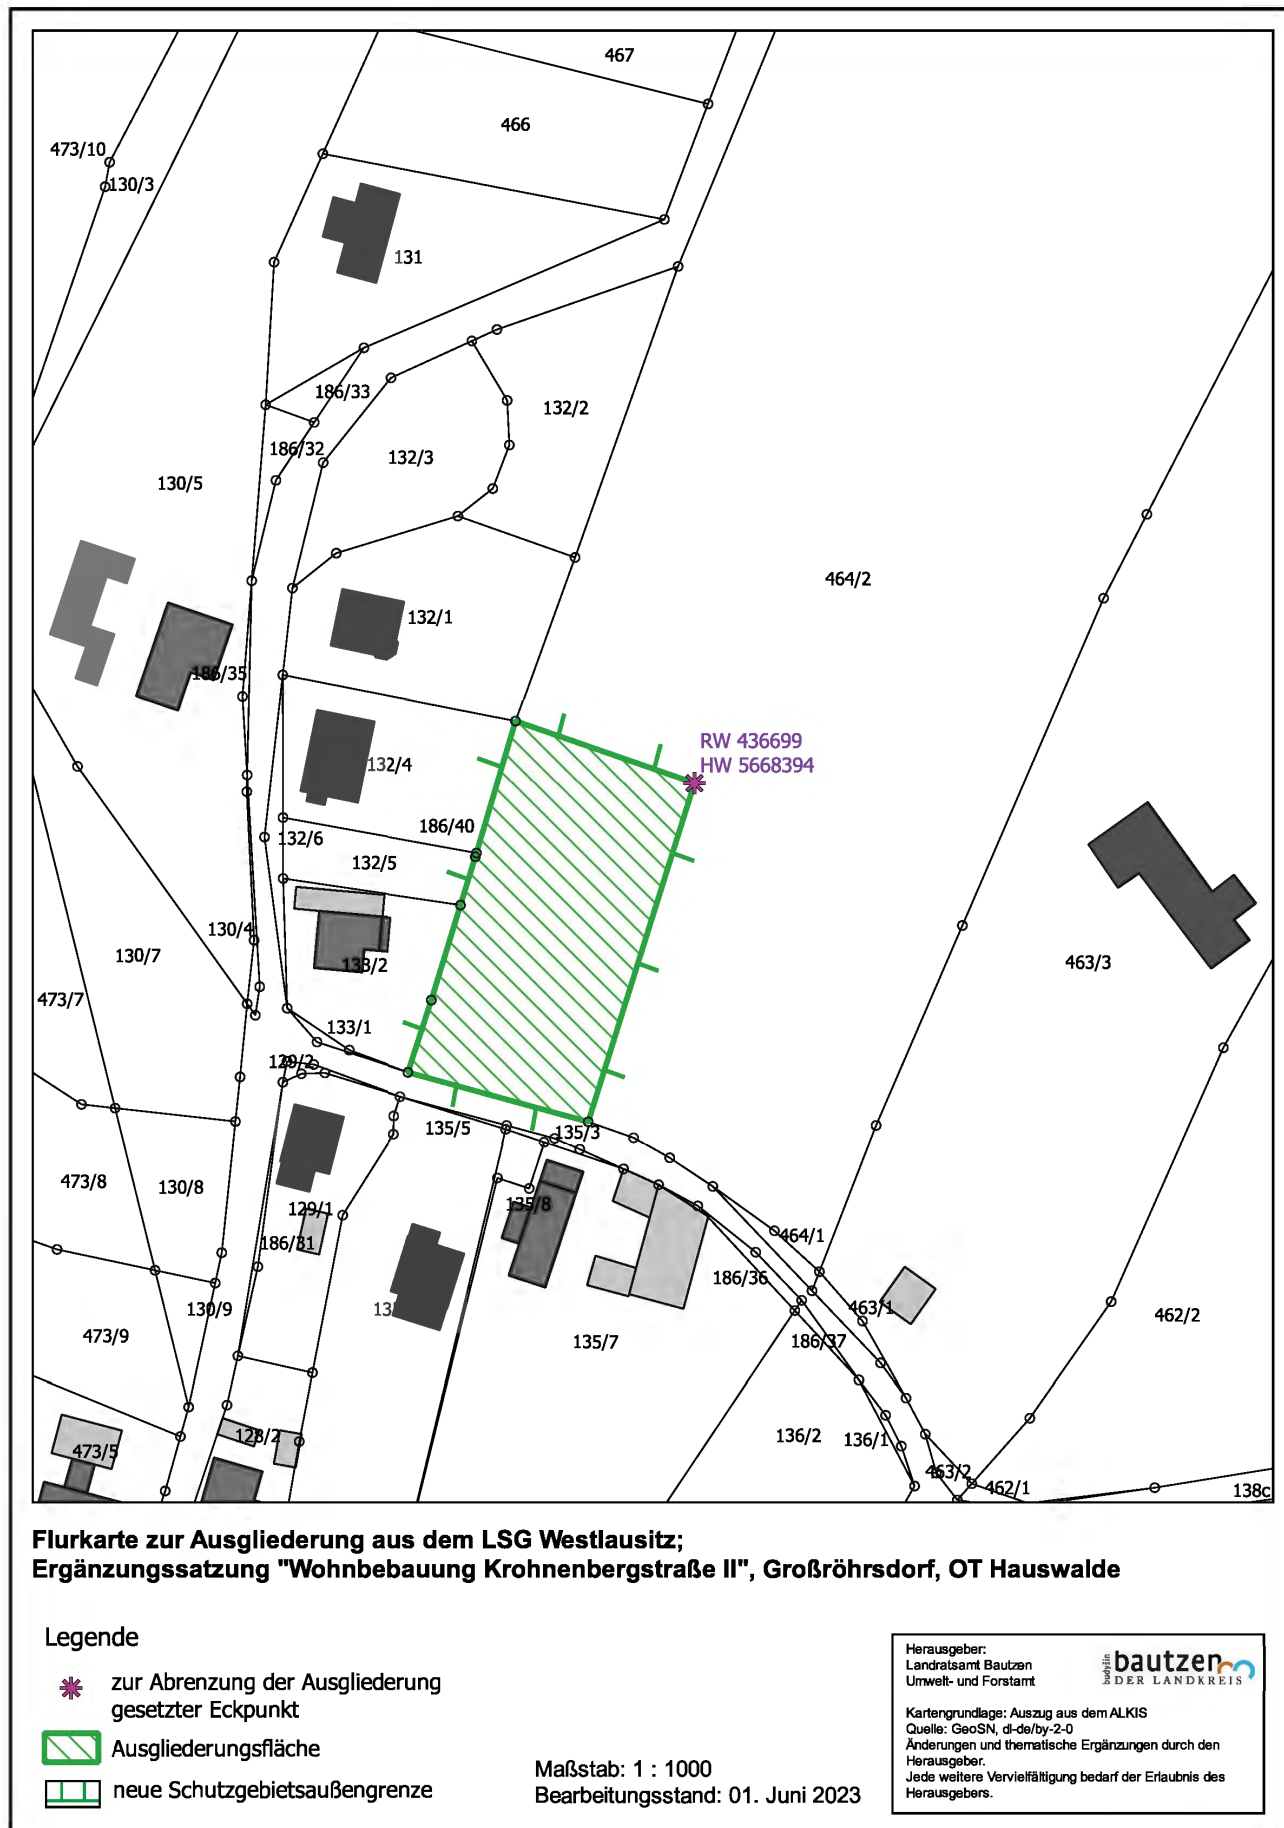 467
466
473/10
130/3
131
186/33
132/2
186/32
132/3
130/5
464/2
132/1
186/35
RW 436699
HW 5668394
132/4
186/40
132/6
132/5
130/4
130/7
133/2
463/3
473/7
133/1
129/2
135/5
135/3
473/8
130/8
135/8
129/1
186/31
464/1
186/36
130/9
463/1
462/2
473/9
186/37
135/7
128/2
136/2
136/1
473/5
463/2
462/1
138c
Flurkarte zur Ausgliederung aus dem LSG Westlausitz;
Ergänzungssatzung "Wohnbebauung Krohnenbergstraße II", Großröhrsdorf, OT Hauswalde
Legende
zur Abrenzung der Ausgliederung
gesetzter Eckpunkt
Ausgliederungsfläche
neue Schutzgebietsaußengrenze
Maßstab: 1 : 1000
Bearbeitungsstand: 01. Juni 2023
Herausgeber:
Landratsamt Bautzen
Umwelt- und Forstamt
budyšin
bautzen
DER LANDKREIS
Kartengrundlage: Auszug aus dem ALKIS
Quelle: GeoSN, dl-de/by-2-0
Änderungen und thematische Ergänzungen durch den
Herausgeber.
Jede weitere Vervielfältigung bedarf der Erlaubnis des
Herausgebers.